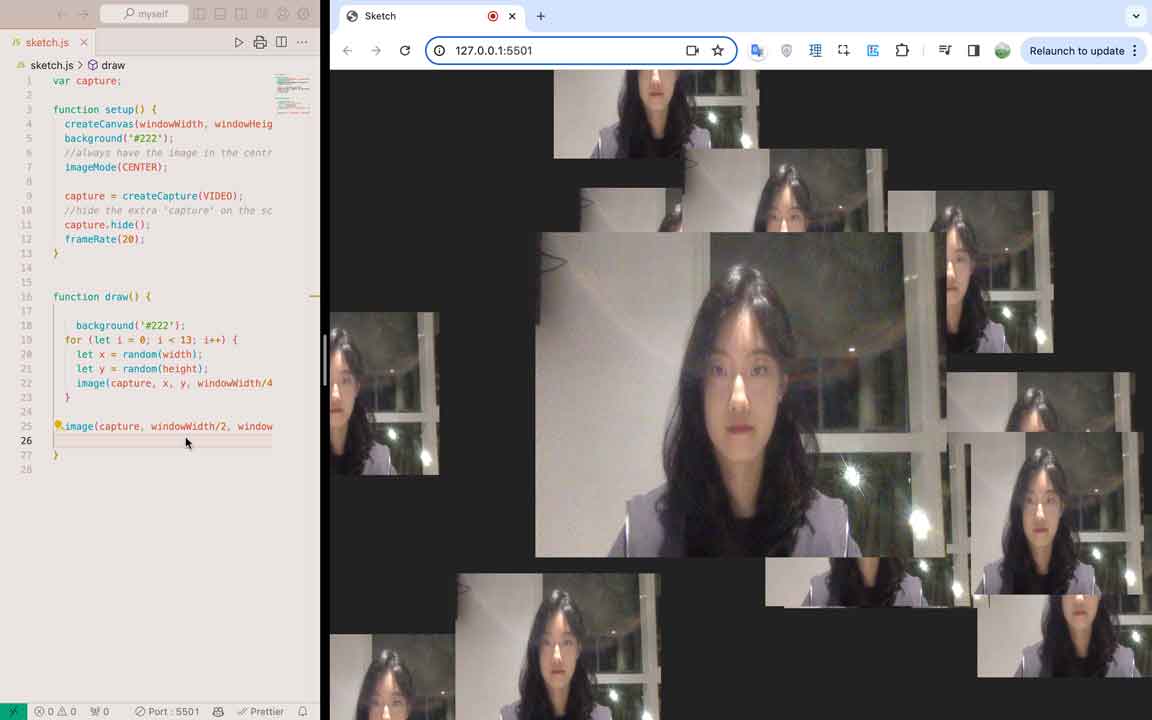 myself
sketch.js
sketch.js > draw
1 var capture;
2
3 function setup() {
4 createCanvas(windowWidth, windowHeig
5 background('#222');
6 //always have the image in the centr
7 imageMode(CENTER);
8
9 capture = createCapture(VIDEO);
10 //hide the extra 'capture' on the sc
11 capture.hide();
12 frameRate(20);
13 }
14
15
16 function draw() {
17
18 background('#222');
19 for (let i = 0; i < 13; i++) {
20 let x = random(width);
21 let y = random(height);
22 image(capture, x, y, windowWidth/4
23 }
24
25 image(capture, windowWidth/2, window
26
27 }
28
0 0 0 Port : 5501 Prettier
Sketch
127.0.0.1:5501
Relaunch to update